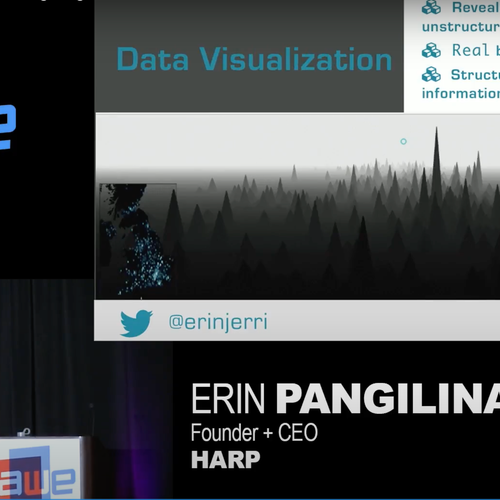 Reveal
unstructur
Data Visualization
Real b
Structu
information
e
@erinjerri
ERIN PANGILINA
Founder + CEO
HARP
awe